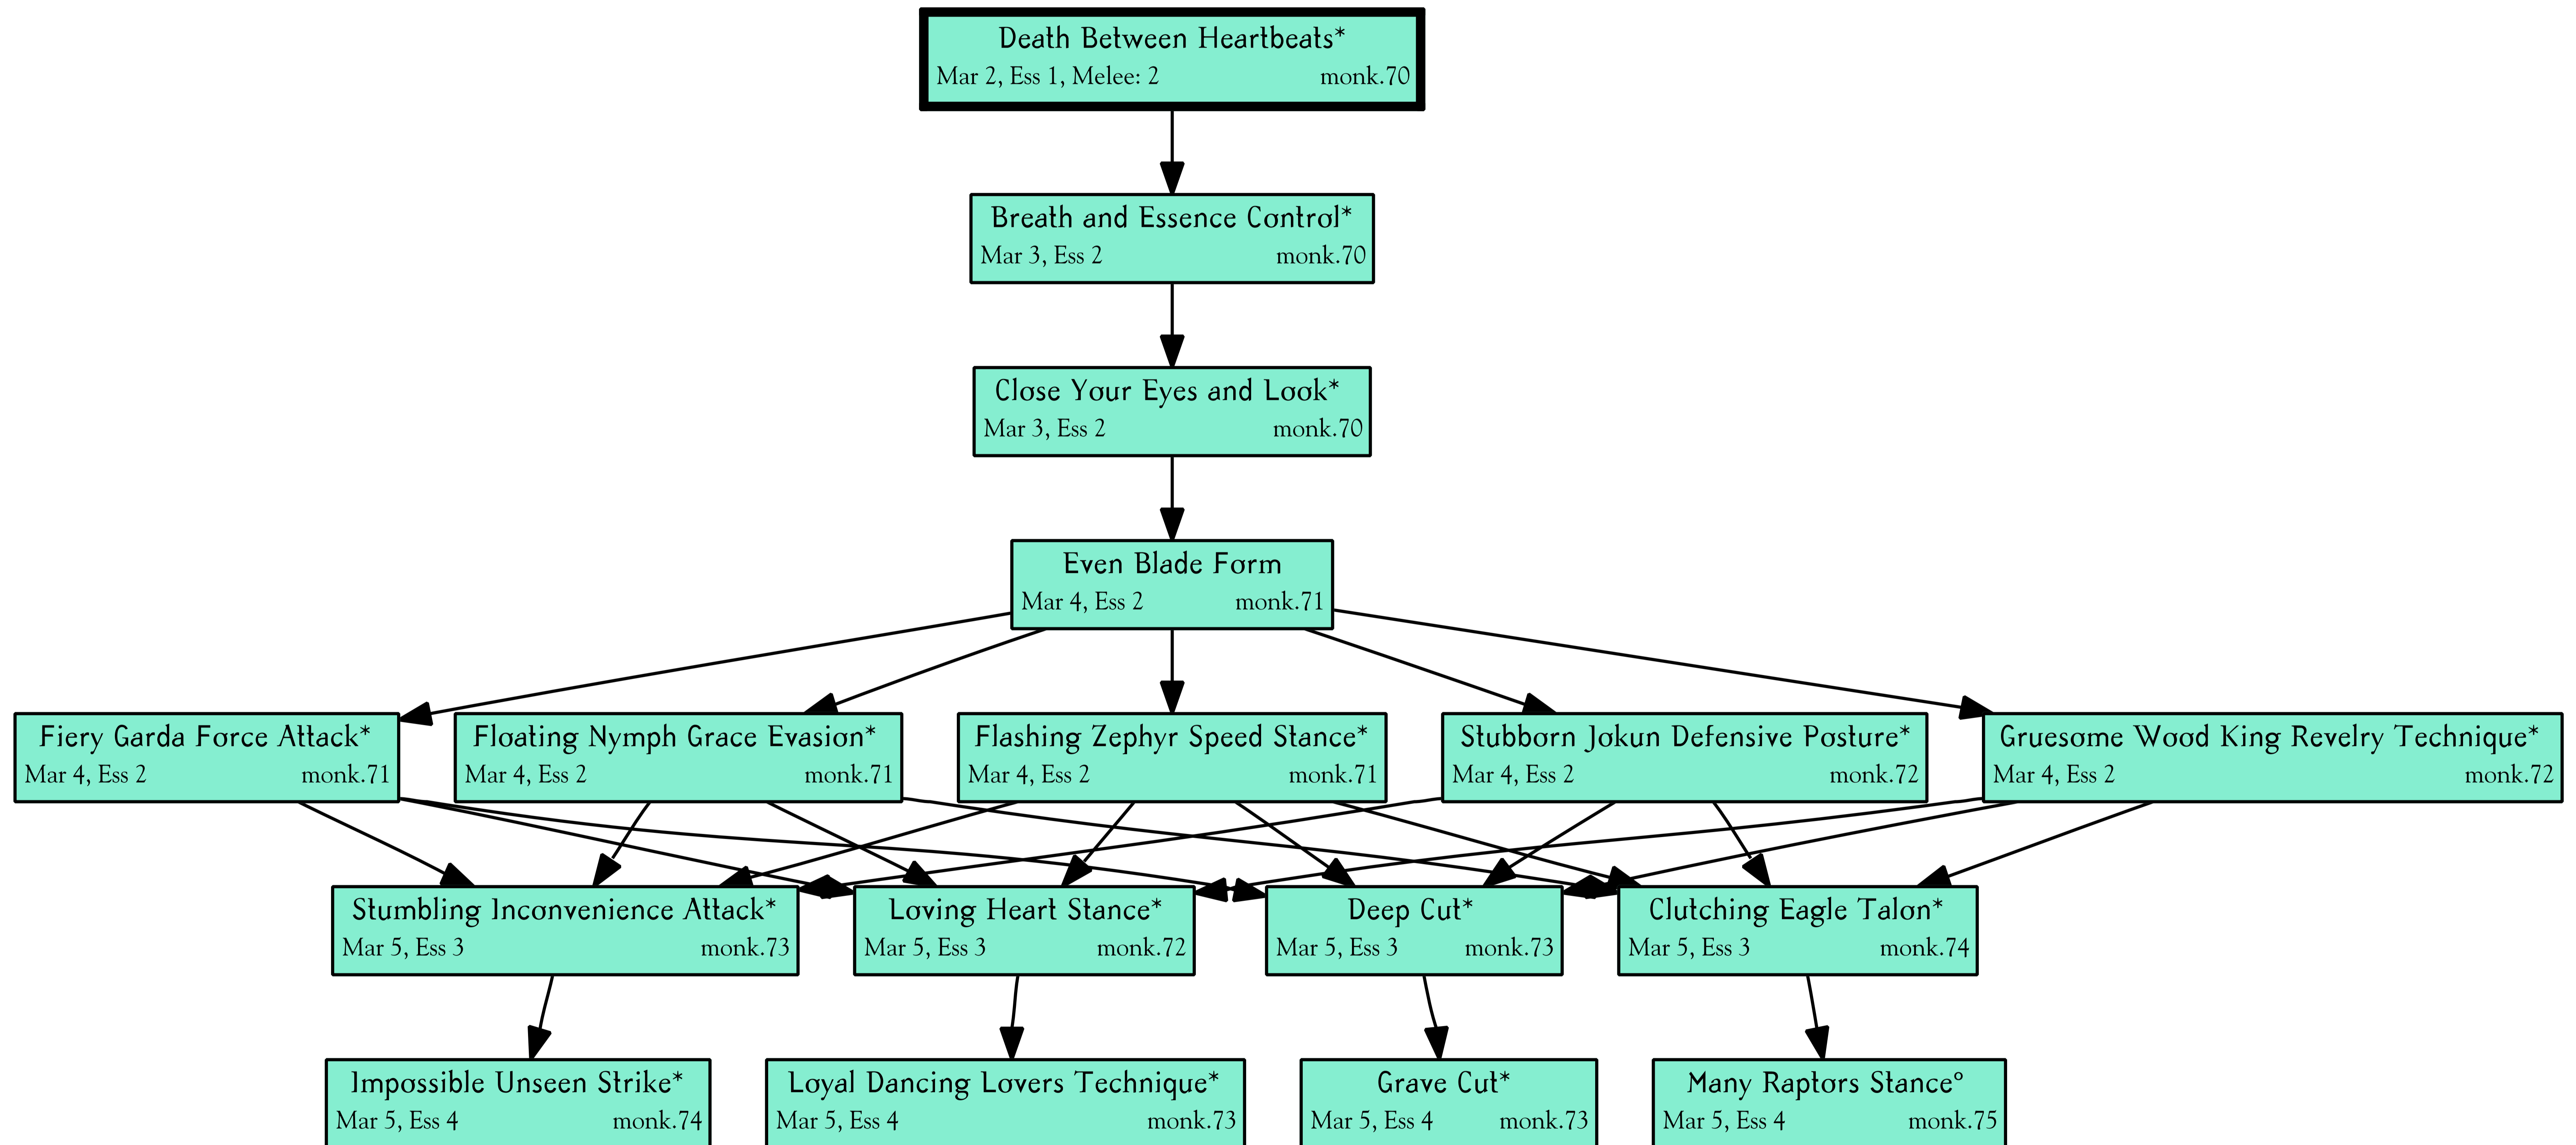 Death Between Heartbeats*
Mar 2, Ess 1, Melee: 2 monk.70
Breath and Essence Control*
Mar 3, Ess 2 monk.70
Close Your Eyes and Look*
Mar 3, Ess 2 monk.70
Even Blade Form
Mar 4, Ess 2 monk.71
Fiery Garda Force Attack*
Mar 4, Ess 2 monk.71
Floating Nymph Grace Evasion*
Mar 4, Ess 2 monk.71
Flashing Zephyr Speed Stance*
Mar 4, Ess 2 monk.71
Stubborn Jokun Defensive Posture*
Mar 4, Ess 2 monk.72
Gruesome Wood King Revelry Technique*
Mar 4, Ess 2 monk.72
Stumbling Inconvenience Attack*
Mar 5, Ess 3 monk.73
Loving Heart Stance*
Mar 5, Ess 3 monk.72
Deep Cut*
Mar 5, Ess 3 monk.73
Clutching Eagle Talon*
Mar 5, Ess 3 monk.74
Impossible Unseen Strike*
Mar 5, Ess 4 monk.74
Loyal Dancing Lovers Technique*
Mar 5, Ess 4 monk.73
Grave Cut*
Mar 5, Ess 4 monk.73
Many Raptors Stance°
Mar 5, Ess 4 monk.75